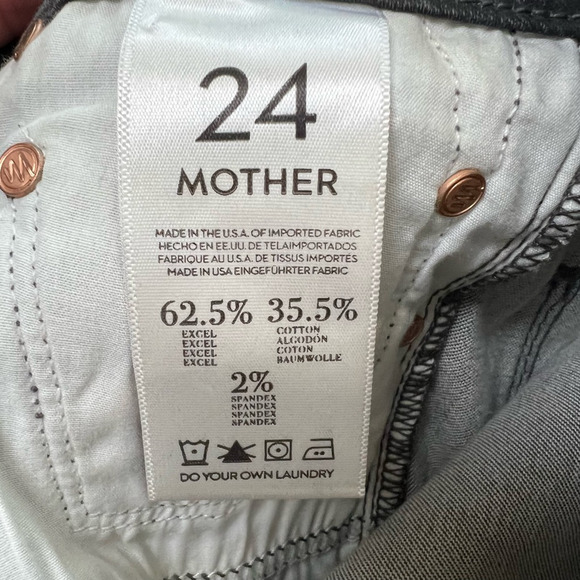 24
MOTHER
MADE IN THE U.S.A. OF IMPORTED FABRIC
HECHO EN EE.UU. DE TELAIMPORTADOS
FABRIQUE AU U.S.A. DE TISSUS IMPORTÉS
MADE IN USA EINGEFÜHRTER FABRIC
62.5% 35.5%
EXCEL COTTON
EXCEL ALGODON
EXCEL COTON
EXCEL BAUMWOLLE
2%
SPANDEX
SPANDEX
SPANDEX
SPANDEX
DO YOUR OWN LAUNDRY